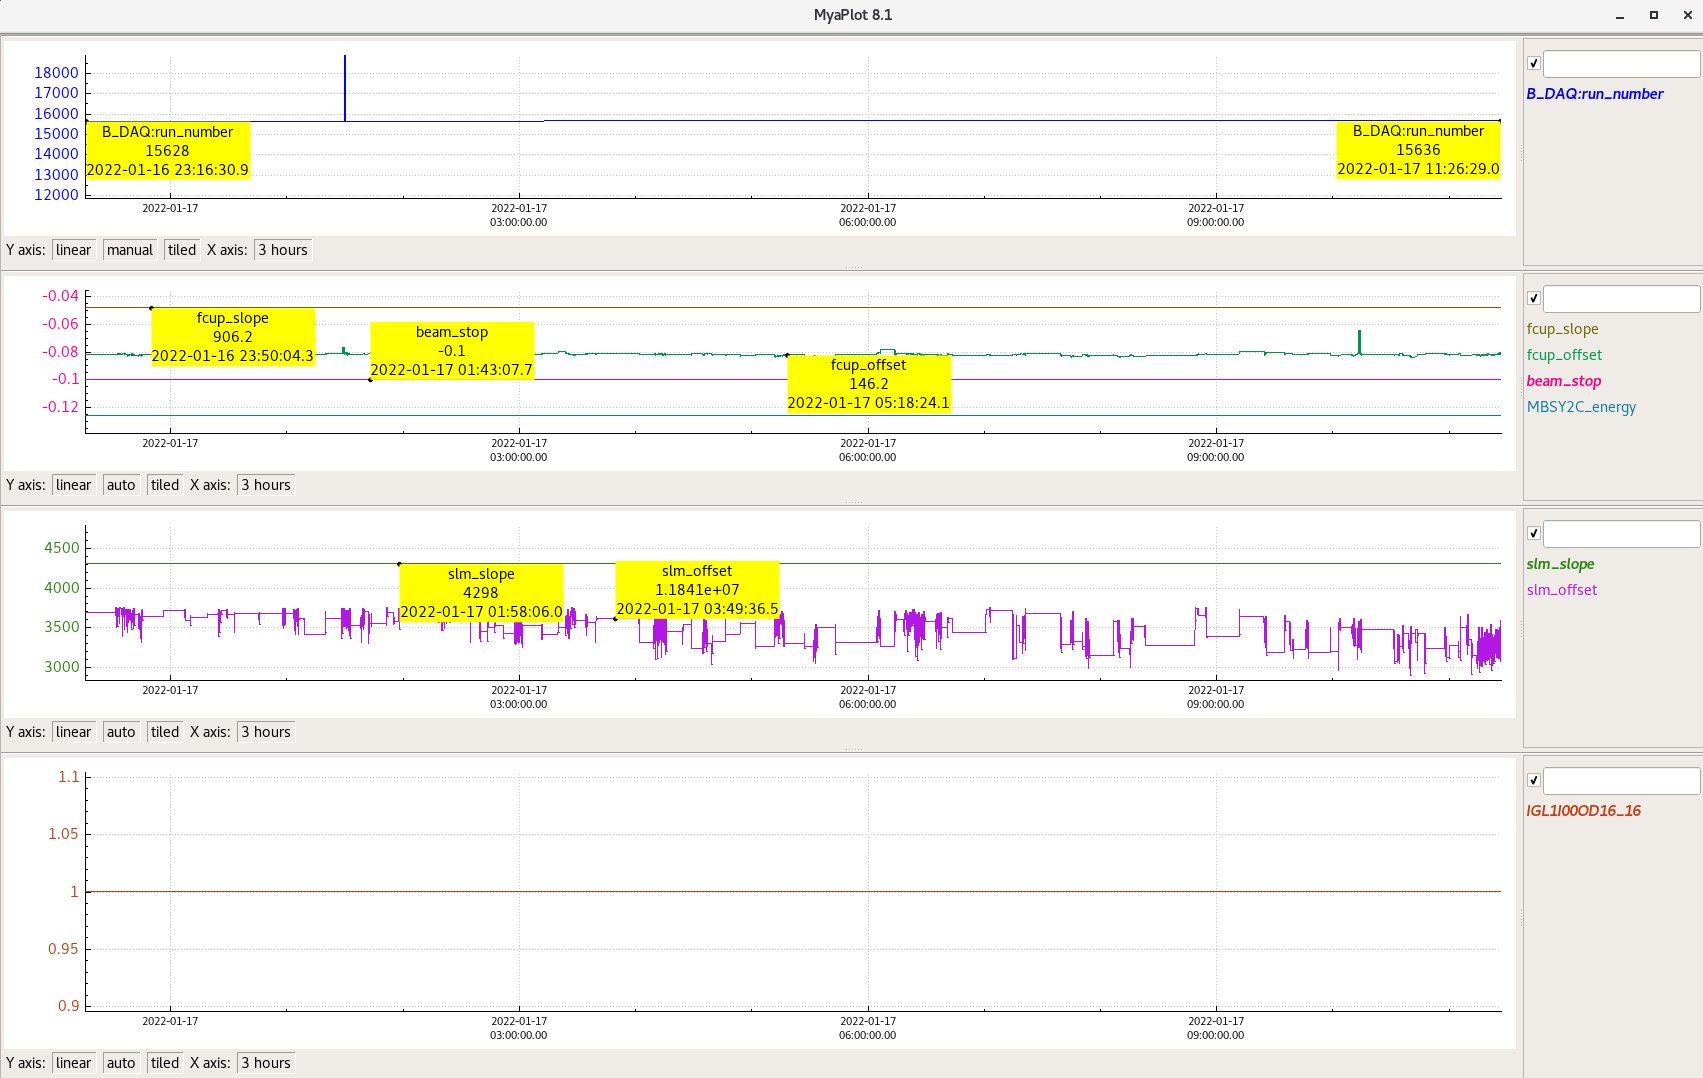 MyaPlot 8.1
18000
17000
16000
15000
14000
13000
12000
B_DAQ:run_number
15628
2022-01-16 23:16:30.9
B_DAQ:run_number
15636
2022-01-17 11:26:29.0
2022-01-17
2022-01-17
03:00:00.00
2022-01-17
06:00:00.00
2022-01-17
09:00:00.00
B_DAQ:run_number
Y axis: linear manual tiled X axis: 3 hours
-0.04
-0.06
-0.08
-0.1
-0.12
fcup_slope
906.2
2022-01-16 23:50:04.3
beam_stop
-0.1
2022-01-17 01:43:07.7
fcup_offset
146.2
2022-01-17 05:18:24.1
2022-01-17
2022-01-17
03:00:00.00
2022-01-17
06:00:00.00
2022-01-17
09:00:00.00
fcup_slope
fcup_offset
beam_stop
MBSY2C_energy
Y axis: linear auto tiled X axis: 3 hours
4500
4000
3500
3000
slm_slope
4298
2022-01-17 01:58:06.0
slm_offset
1.1841e+07
2022-01-17 03:49:36.5
2022-01-17
2022-01-17
03:00:00.00
2022-01-17
06:00:00.00
2022-01-17
09:00:00.00
slm_slope
slm_offset
Y axis: linear auto tiled X axis: 3 hours
1.1
1.05
1
0.95
0.9
2022-01-17
2022-01-17
03:00:00.00
2022-01-17
06:00:00.00
2022-01-17
09:00:00.00
IGL1I00OD16_16
Y axis: linear auto tiled X axis: 3 hours